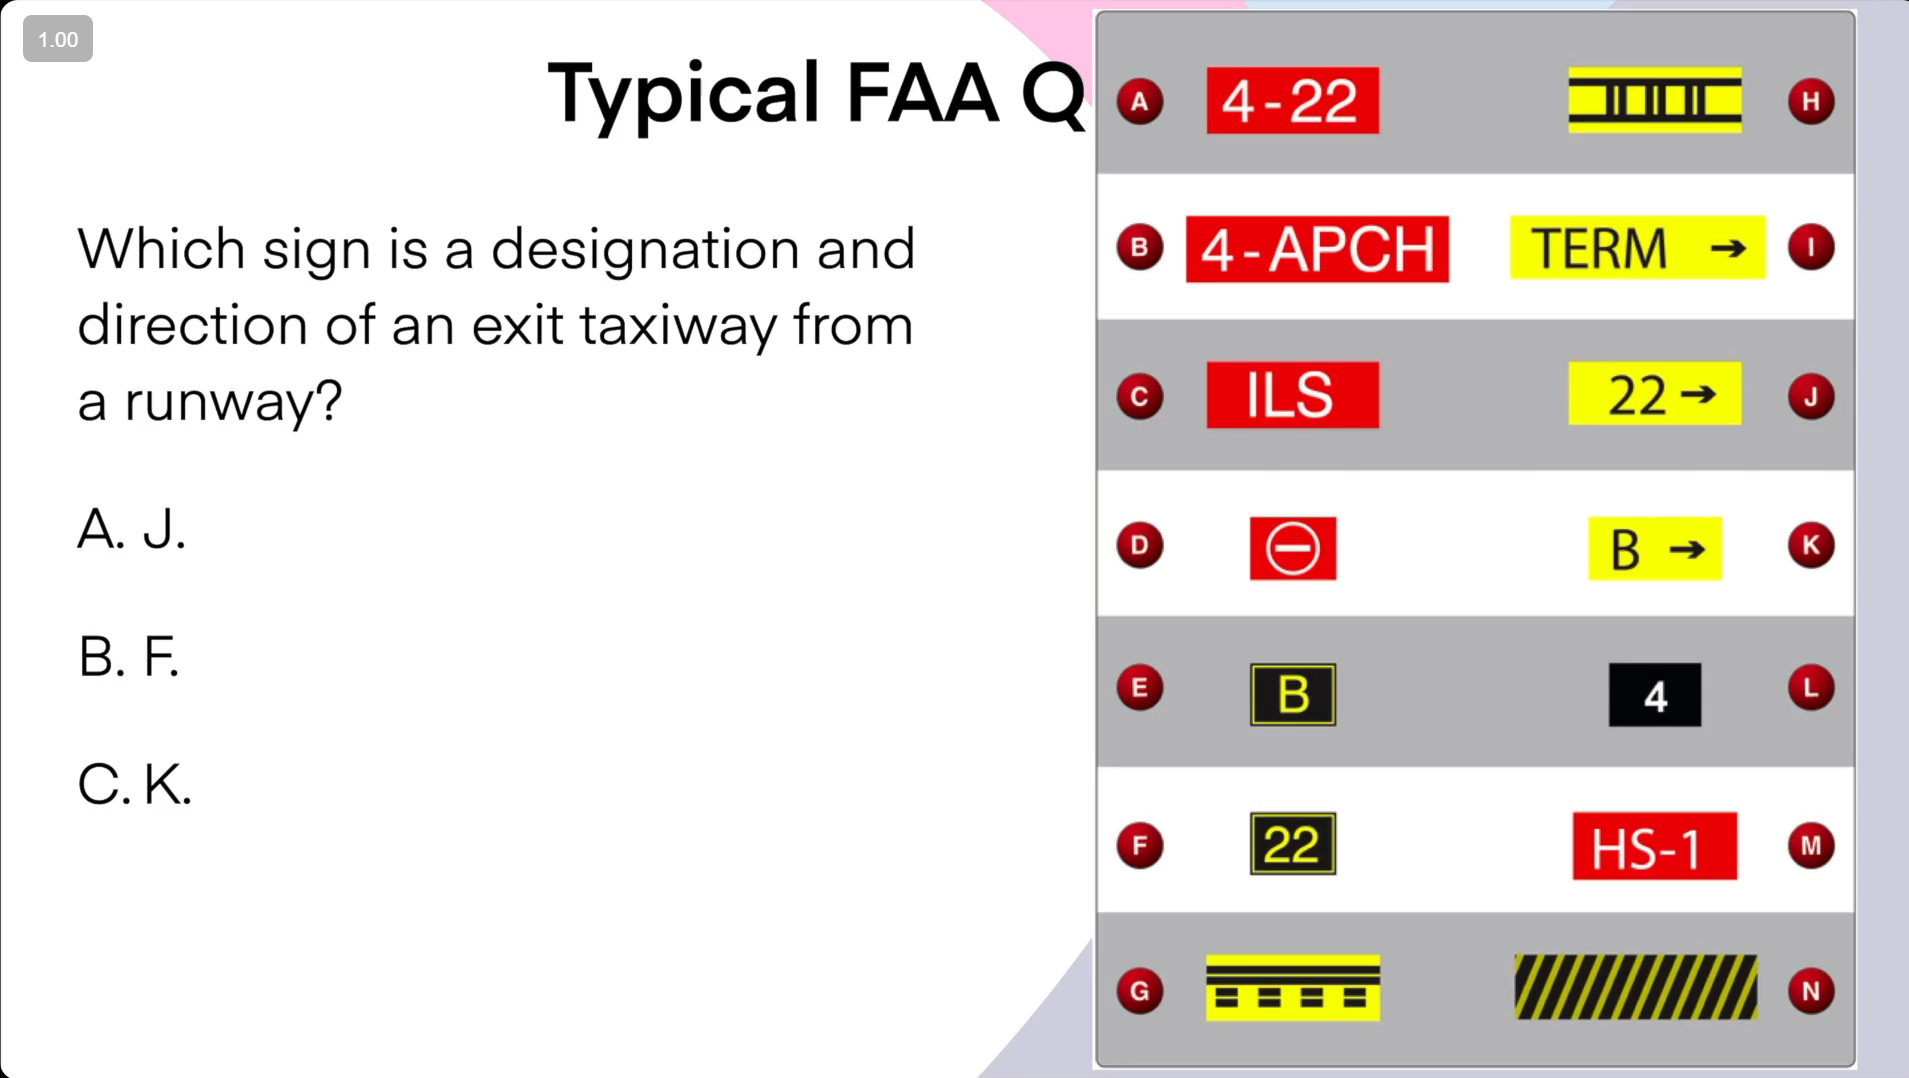 1.00
Typical FAA Q
Which sign is a designation and
direction of an exit taxiway from
a runway?
A. J.
B. F.
C. K.
A 4-22 H
B 4-APCH TERM → I
C ILS 22→ J
D K B →
E B 4 L
F 22 HS-1 M
G N